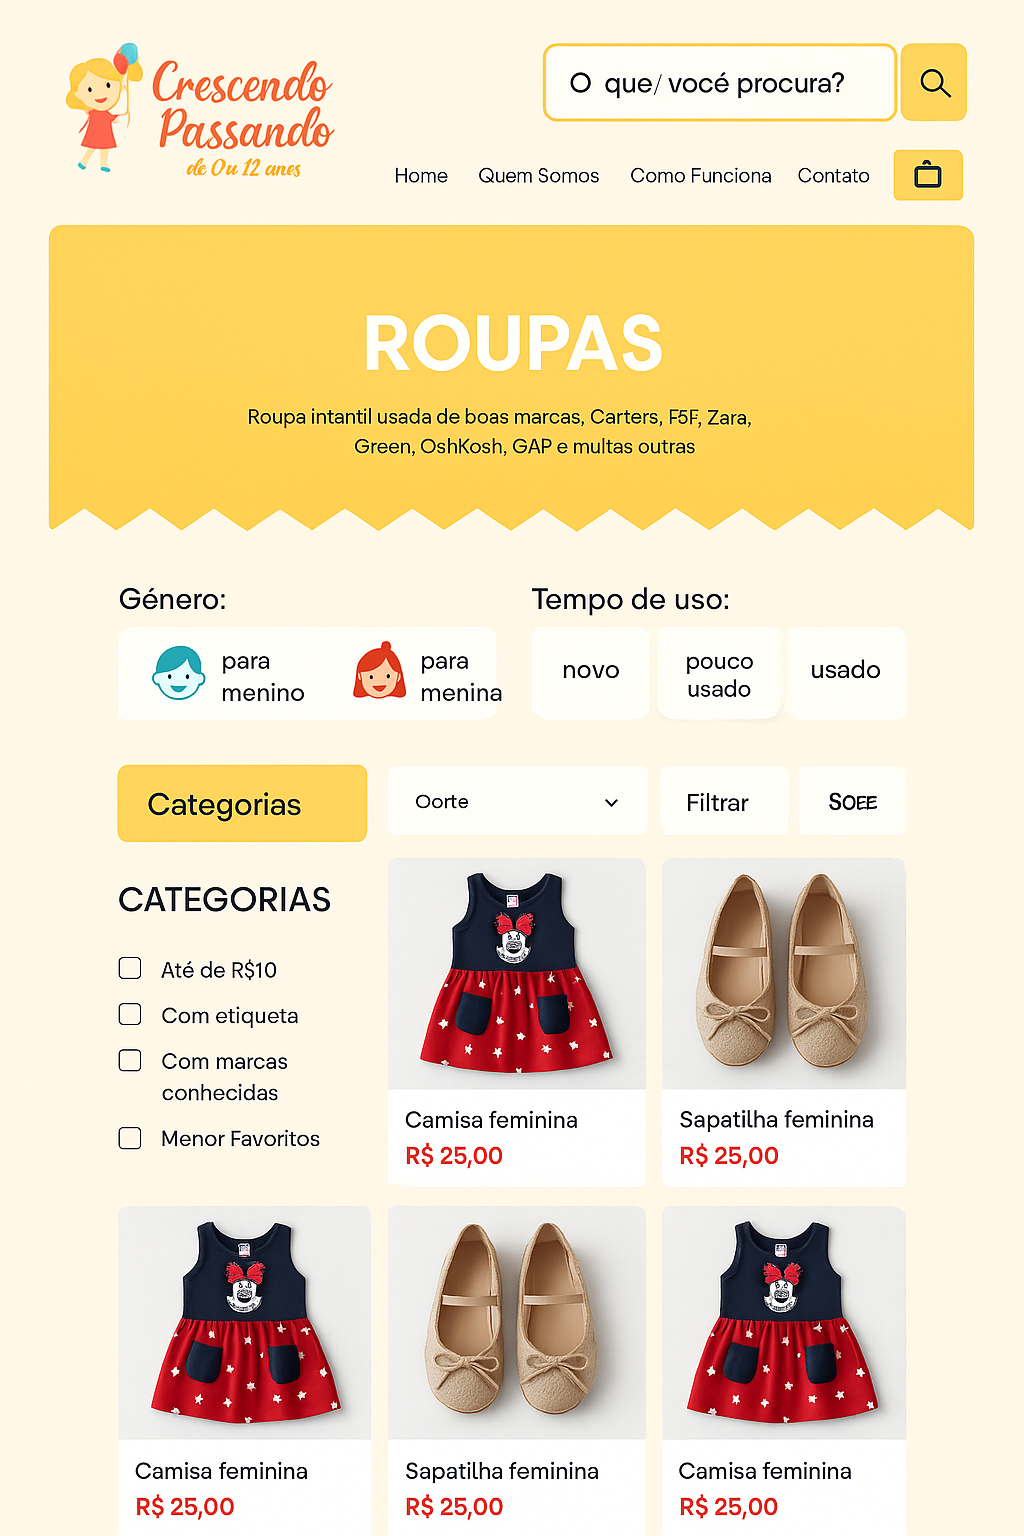 Crescendo
Passando
de 0u 12 anes
O que/ vocé procura?
Home Quem Somos Como Funciona Contato
ROUPAS
Roupa intantil usada de boas marcas, Carters, F5F, Zara,
Green, OshKosh, GAP e multas outras
Género:
para
menino
para
menina
Tempo de uso:
novo
pouco
usado
usado
Categorias
Oorte
Filtrar
SOEE
CATEGORIAS
Até de R$10
Com etiqueta
Com marcas
conhecidas
Menor Favoritos
Camisa feminina
R$ 25,00
Sapatilha feminina
R$ 25,00
Camisa feminina
R$ 25,00
Sapatilha feminina
R$ 25,00
Camisa feminina
R$ 25,00